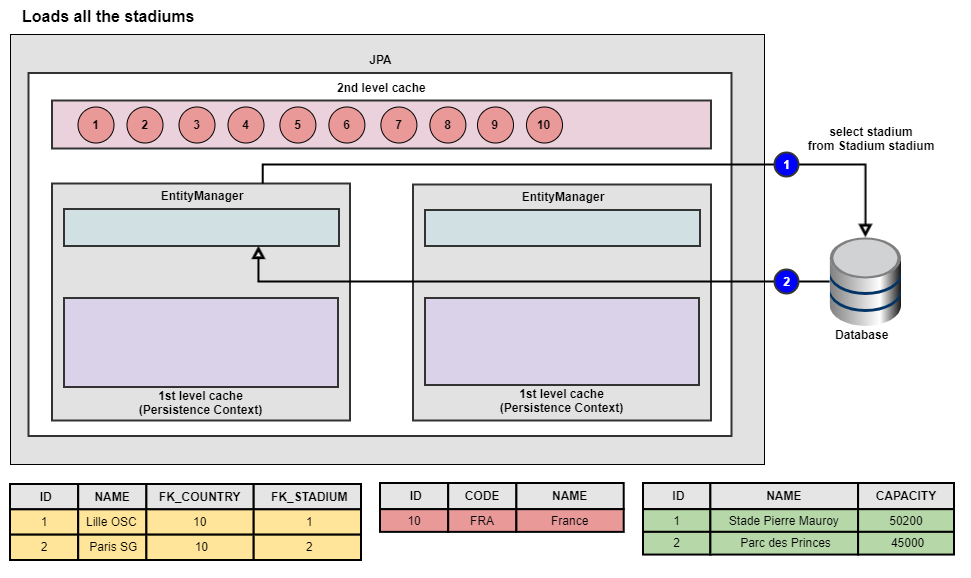 Loads all the stadiums
JPA
2nd level cache
1 2 3 4 5 6 7 8 9 10
select stadium
from Stadium stadium
1
EntityManager
EntityManager
2
Database
1st level cache
(Persistence Context)
1st level cache
(Persistence Context)
ID NAME FK_COUNTRY FK_STADIUM
1 Lille OSC 10 1
2 Paris SG 10 2
ID CODE NAME
10 FRA France
ID NAME CAPACITY
1 Stade Pierre Mauroy 50200
2 Parc des Princes 45000